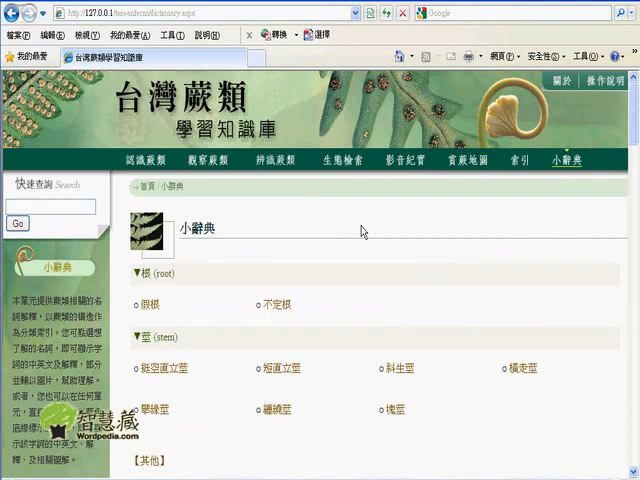 http://127.0.0.1/taiwanferns/dictionary.aspx
Google
檔案(F) 編輯(E) 檢視(V) 我的最愛(A) 工具(T) 說明(H) × 轉換 選擇
我的最愛 台灣蕨類學習知識庫
網頁(P) 安全性(S) 工具(O)
台灣蕨類
學習知識庫
關於 | 操作說明
認識蕨類 觀察蕨類 辨識蕨類 生態檢索 影音紀實 賞蕨地圖 索引 小辭典
快速查詢 Search
Go
首頁 / 小辭典
小辭典
小辭典
本單元提供蕨類相關的名
詞解釋,以蕨類的構造作
為分類索引。您可點選想
了解的名詞,即可顯示字
詞的中英文及解釋,部分
並輔以圖片,幫助理解。
或者,您也可以在任何單
元,直接
底線標示
示該字詞的中英文、解
釋、及相關圖解。
▼根 (root)
假根 不定根
▼莖 (stem)
挺空直立莖 短直立莖 斜生莖 橫走莖
攀緣莖 纏繞莖 塊莖
【其他】
智慧藏
Wordpedia.com